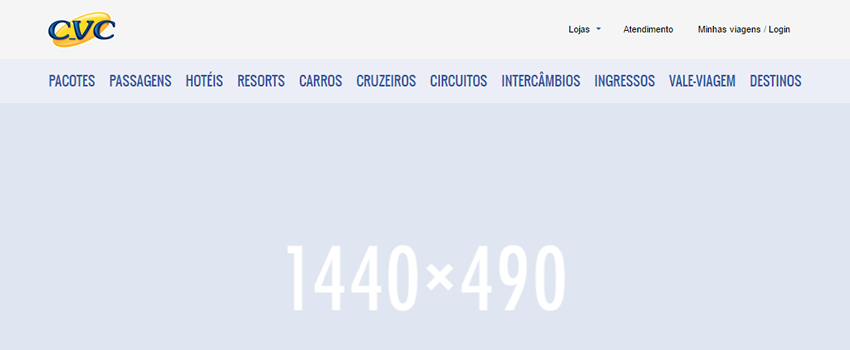 CVC
Lojas Atendimento Minhas viagens / Login
PACOTES PASSAGENS HOTÉIS RESORTS CARROS CRUZEIROS CIRCUITOS INTERCÂMBIOS INGRESSOS VALE-VIAGEM DESTINOS
1440×490